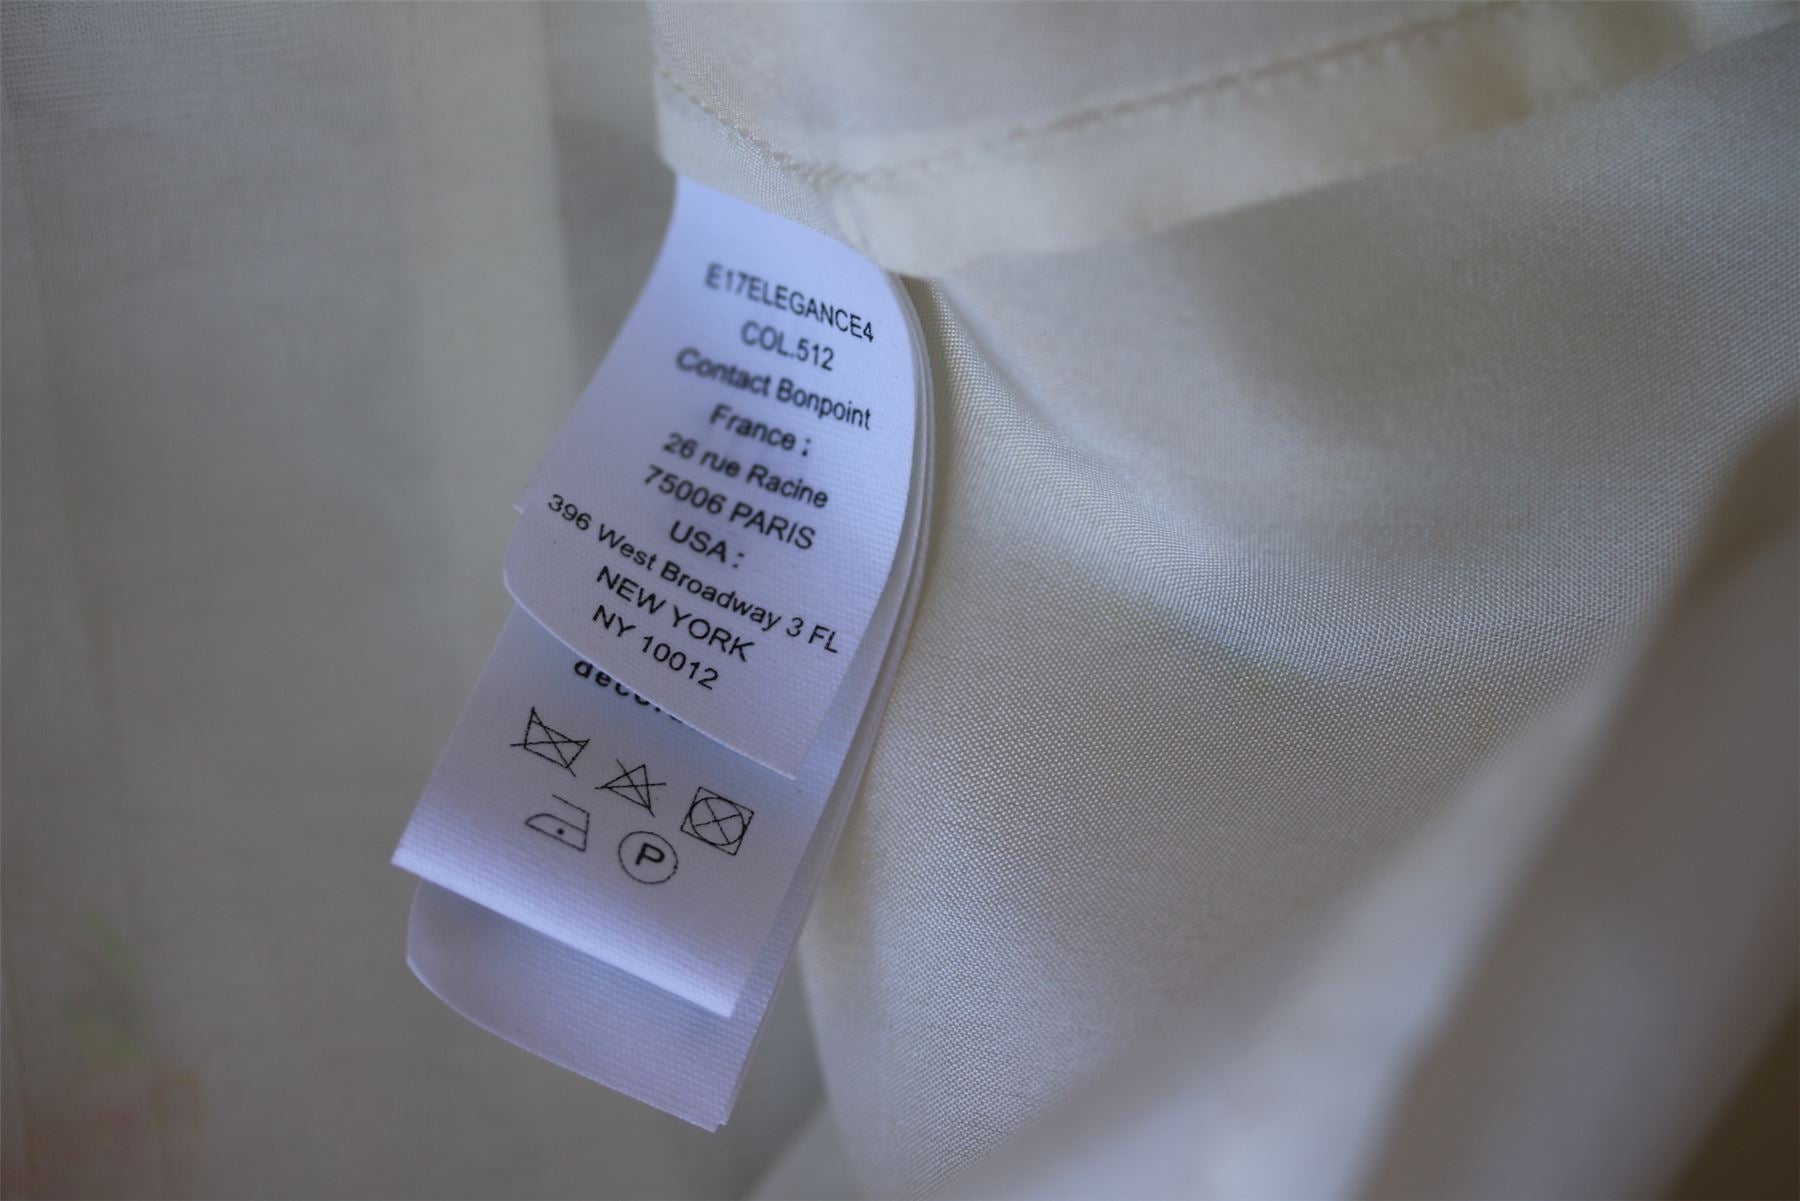 E17ELEGANCE4
COL.512
Contact Bonpoint
France :
26 rue Racine
75006 PARIS
USA :
396 West Broadway 3 FL
NEW YORK
NY 10012
P